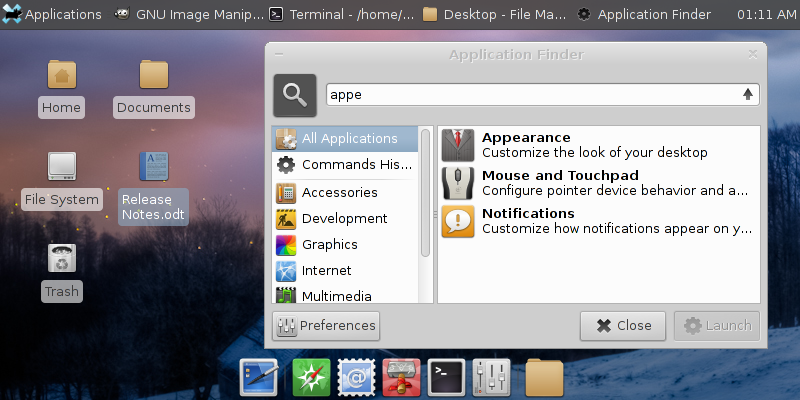 Applications
GNU Image Manip...
Terminal - /home/...
Desktop - File Ma...
Application Finder
01:11 AM
Application Finder
Home
Documents
File System
Release
Notes.odt
Trash
appe
All Applications
Commands His...
Accessories
Development
Graphics
Internet
Multimedia
Appearance
Customize the look of your desktop
Mouse and Touchpad
Configure pointer device behavior and a...
Notifications
Customize how notifications appear on y...
Preferences
Close
Launch